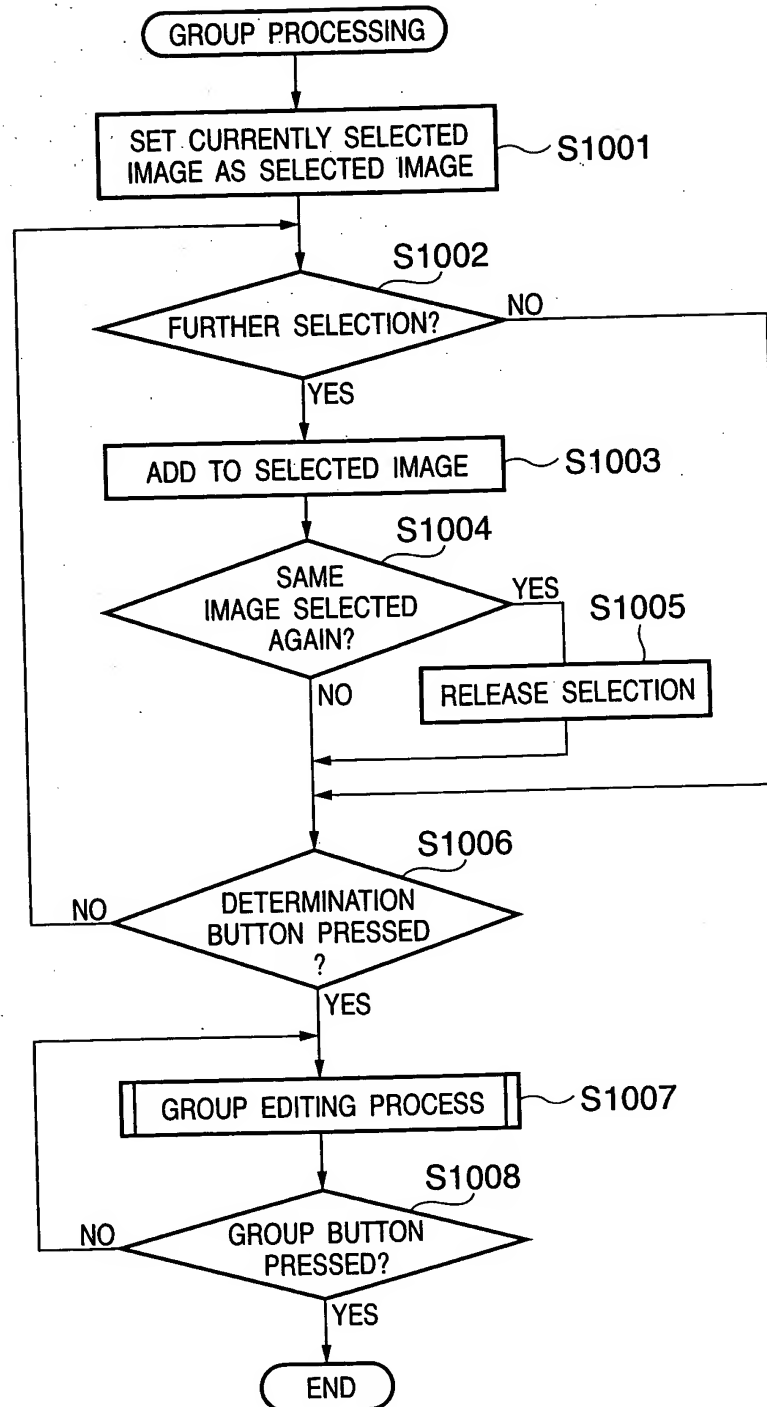 GROUP PROCESSING
SET CURRENTLY SELECTED
IMAGE AS SELECTED IMAGE
S1001
S1002
FURTHER SELECTION?
NO
YES
ADD TO SELECTED IMAGE
S1003
S1004
SAME
IMAGE SELECTED
AGAIN?
YES
S1005
RELEASE SELECTION
NO
S1006
DETERMINATION
BUTTON PRESSED
?
NO
YES
GROUP EDITING PROCESS
S1007
S1008
GROUP BUTTON
PRESSED?
NO
YES
END